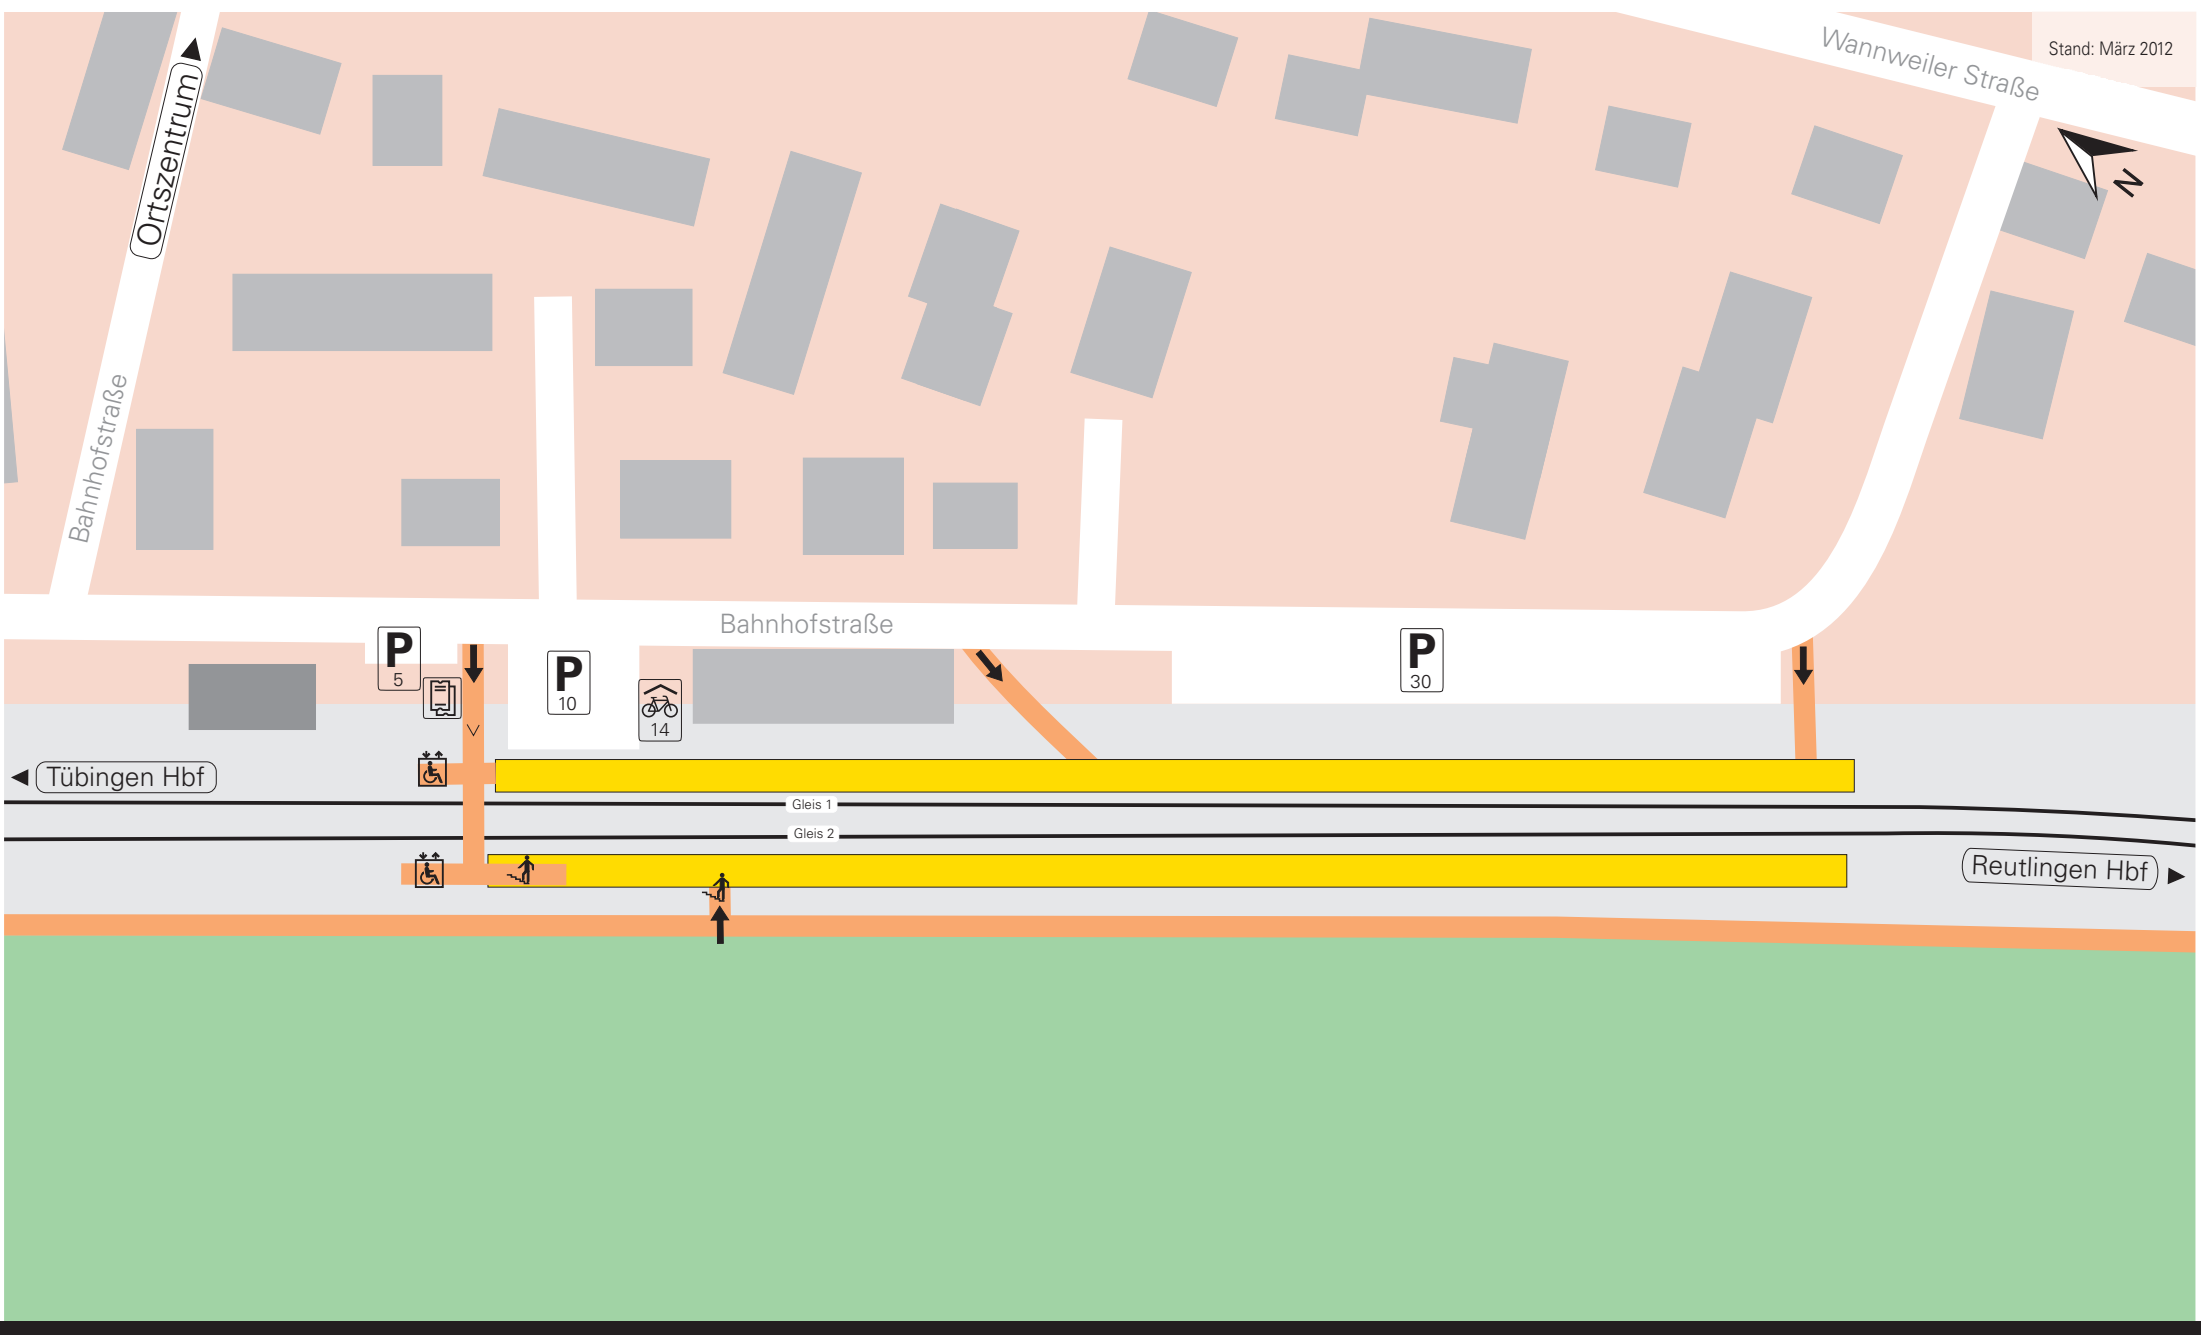 Wannweiler Straße
Stand: März 2012
N
Ortszentrum
Bahnhofstraße
Bahnhofstraße
P
5
P
10
14
P
30
Tübingen Hbf
Gleis 1
Gleis 2
Reutlingen Hbf